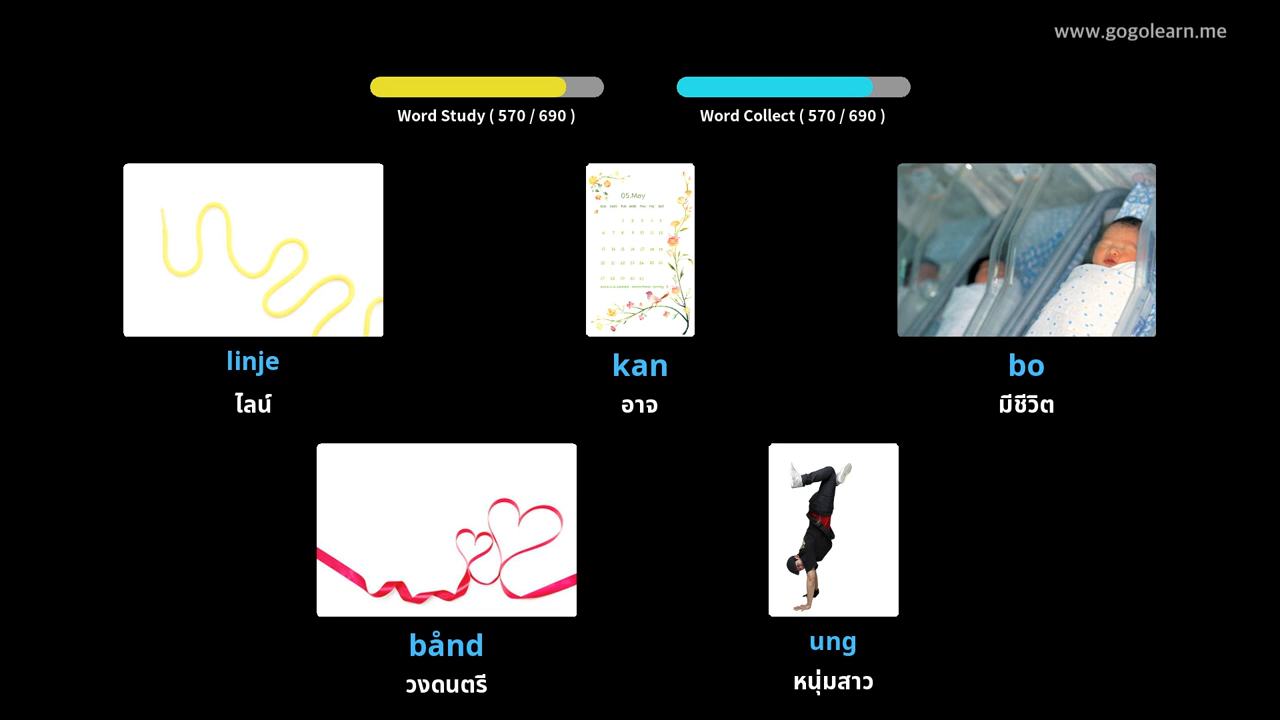 www.gogolearn.me
Word Study ( 570 / 690 )
Word Collect ( 570 / 690 )
05.May
linje
kan
bo
ไลน์
อาจ
มีชีวิต
bånd
ung
วงดนตรี
หนุ่มสาว